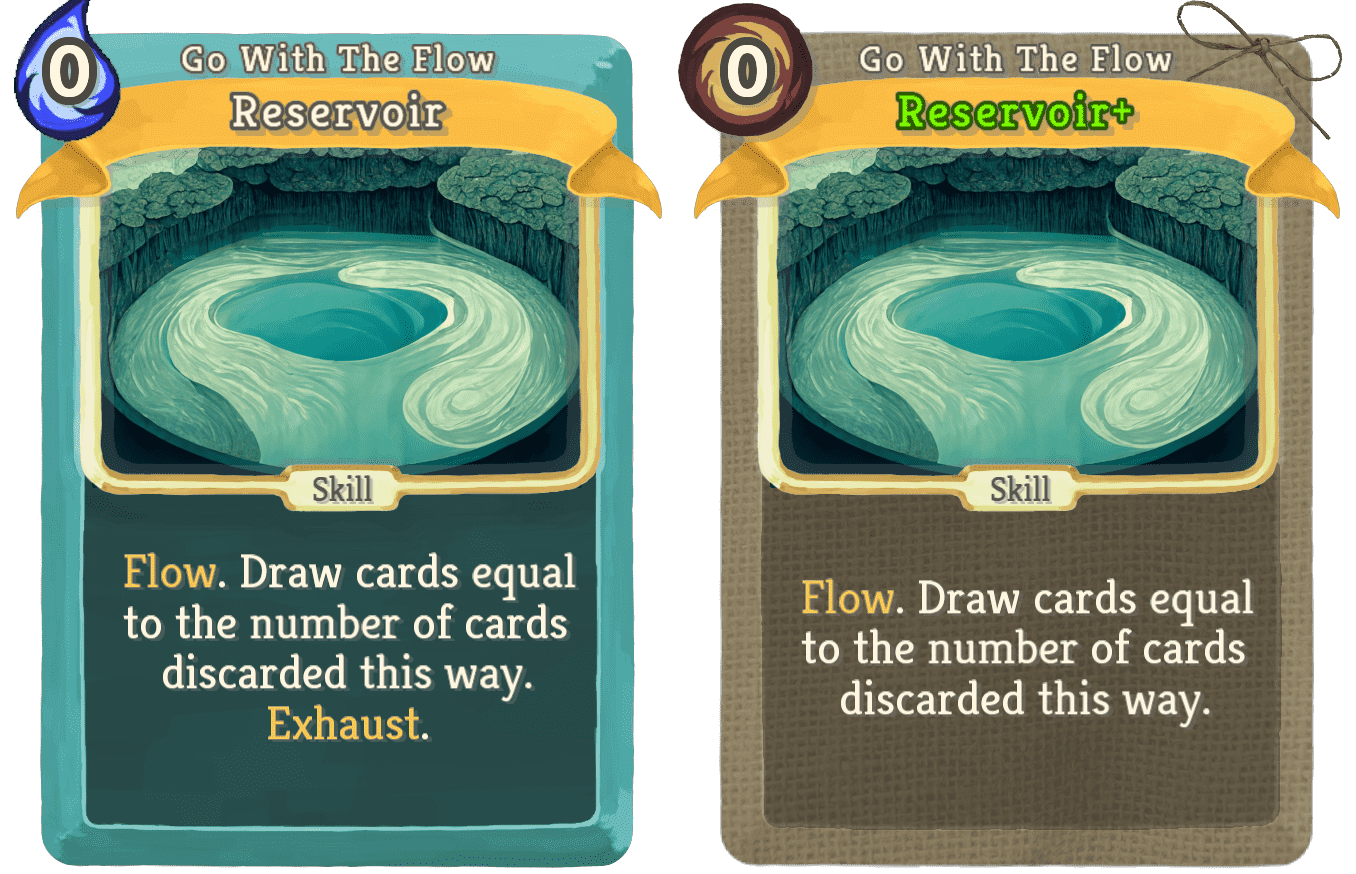 0
Go With The Flow
Reservoir
Skill
Flow. Draw cards equal
to the number of cards
discarded this way.
Exhaust.
0
Go With The Flow
Reservoir+
Skill
Flow. Draw cards equal
to the number of cards
discarded this way.